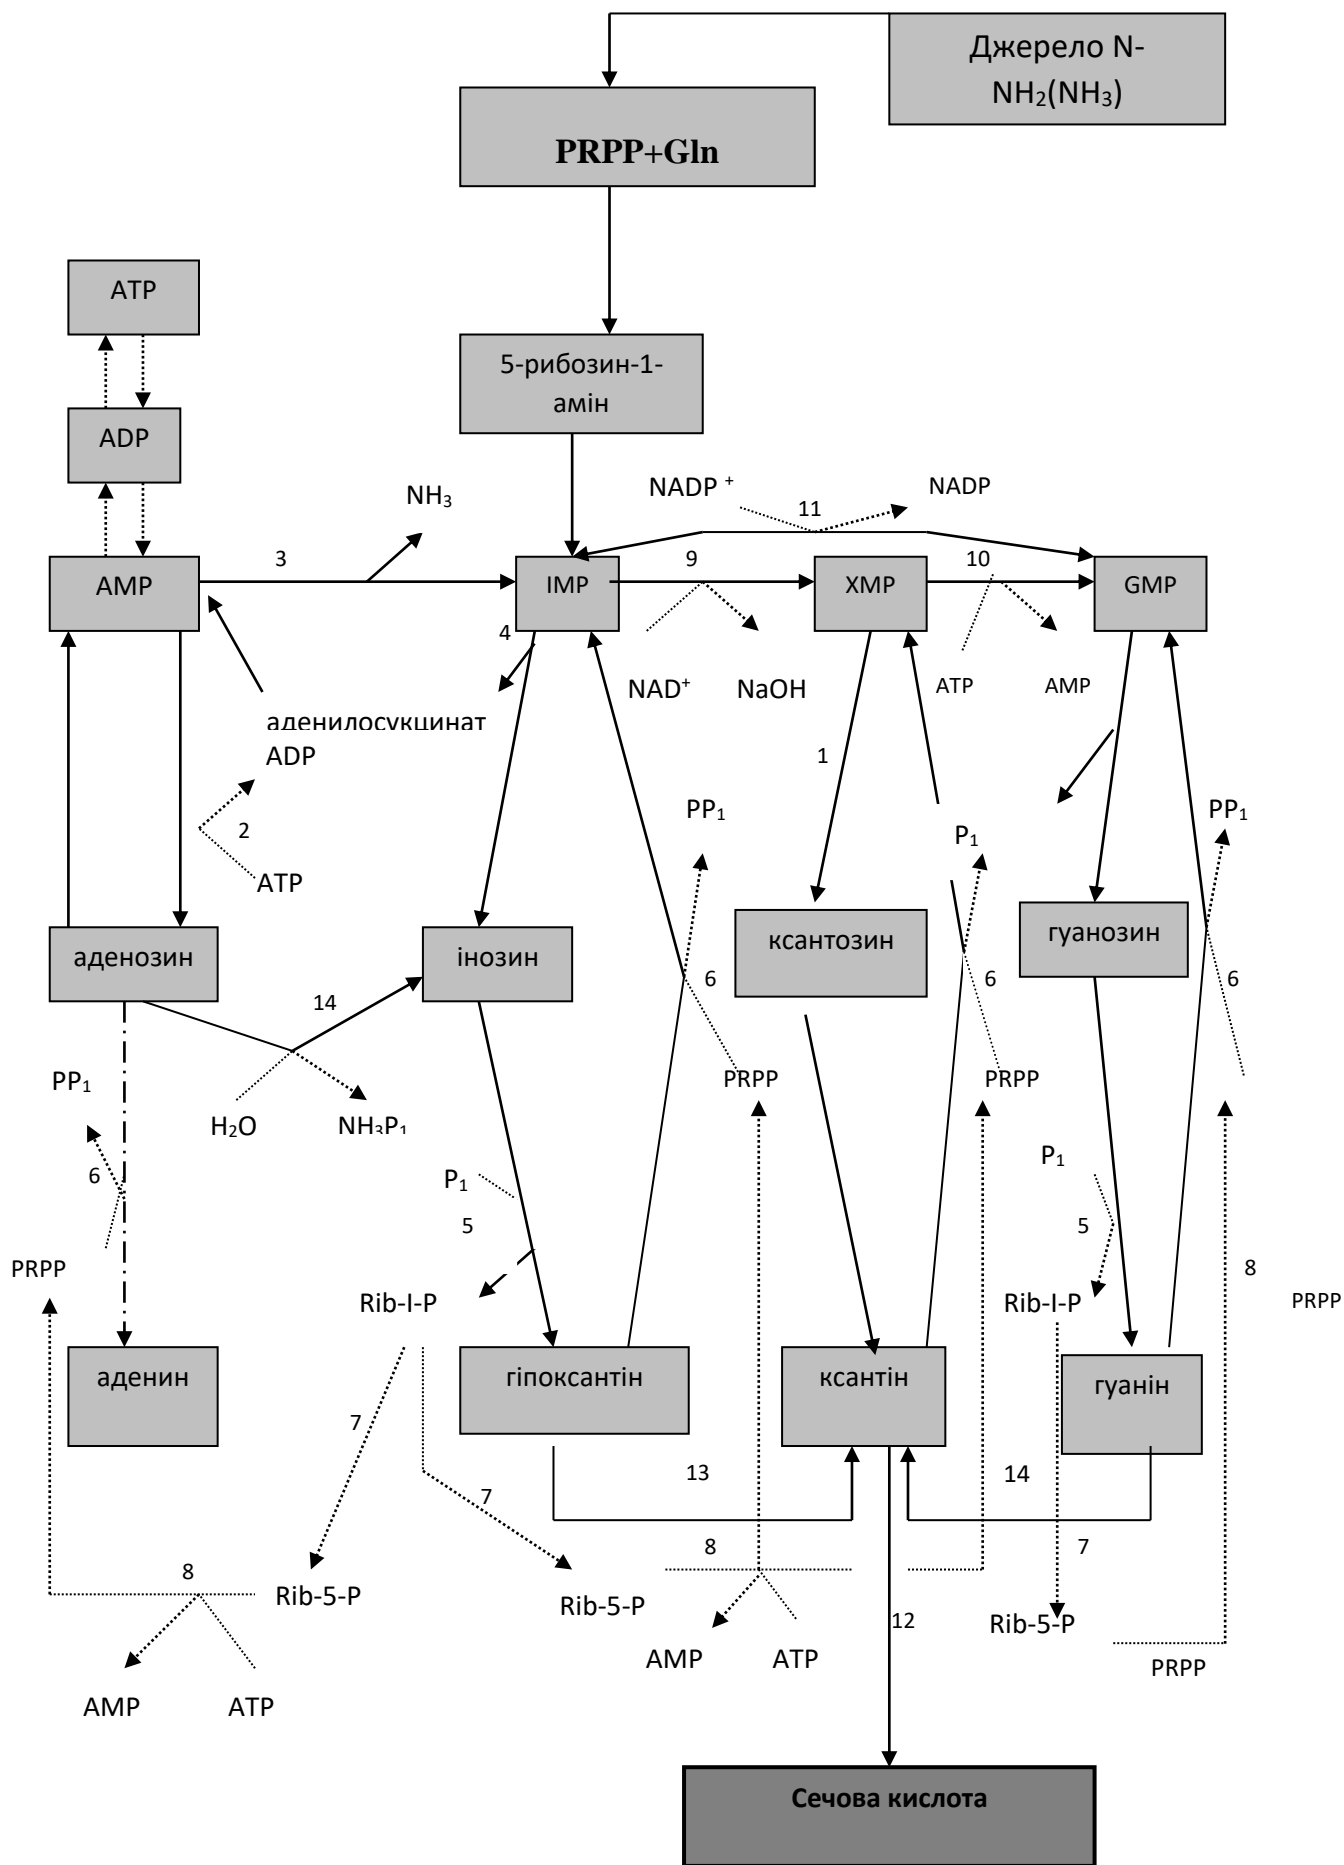 Джерело N-
NH₂(NH₃)
PRPP+Gln
ATP
5-рибозин-1-
амін
ADP
NH₃
NADP ⁺
NADP
11
3
9
10
AMP
IMP
XMP
GMP
4
NAD⁺
NaOH
ATP
AMP
аденилосукцинат
ADP
1
2
PP₁
P₁
PP₁
ATP
аденозин
інозин
ксантозин
гуанозин
14
6
6
6
PP₁
H₂O
NH₃P₁
PRPP
PRPP
6
P₁
P₁
5
5
PRPP
8
Rib-I-P
Rib-I-P
PRPP
аденин
гіпоксантін
ксантін
гуанін
7
13
14
7
8
8
7
Rib-5-P
Rib-5-P
12
Rib-5-P
AMP
ATP
PRPP
AMP
ATP
Сечова кислота